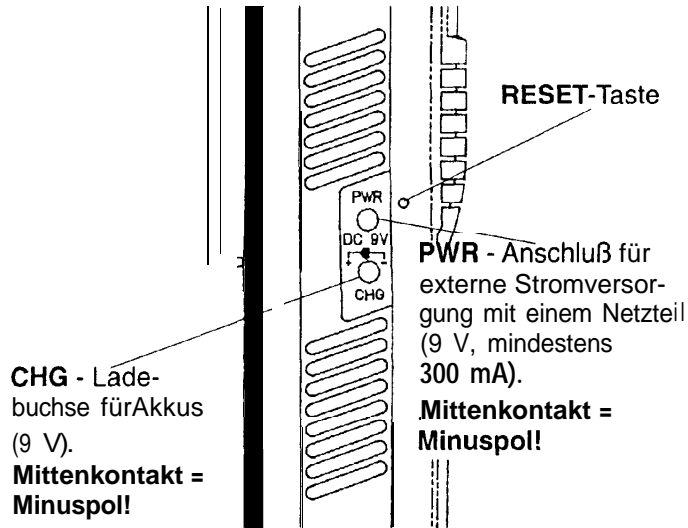 RESET-Taste
PWR
DC 9V
+ -
CHG
PWR - Anschluß für
externe Stromversor-
gung mit einem Netzteil
(9 V, mindestens
300 mA).
Mittenkontakt =
Minuspol!
CHG - Lade-
buchse fürAkkus
(9 V).
Mittenkontakt =
Minuspol!